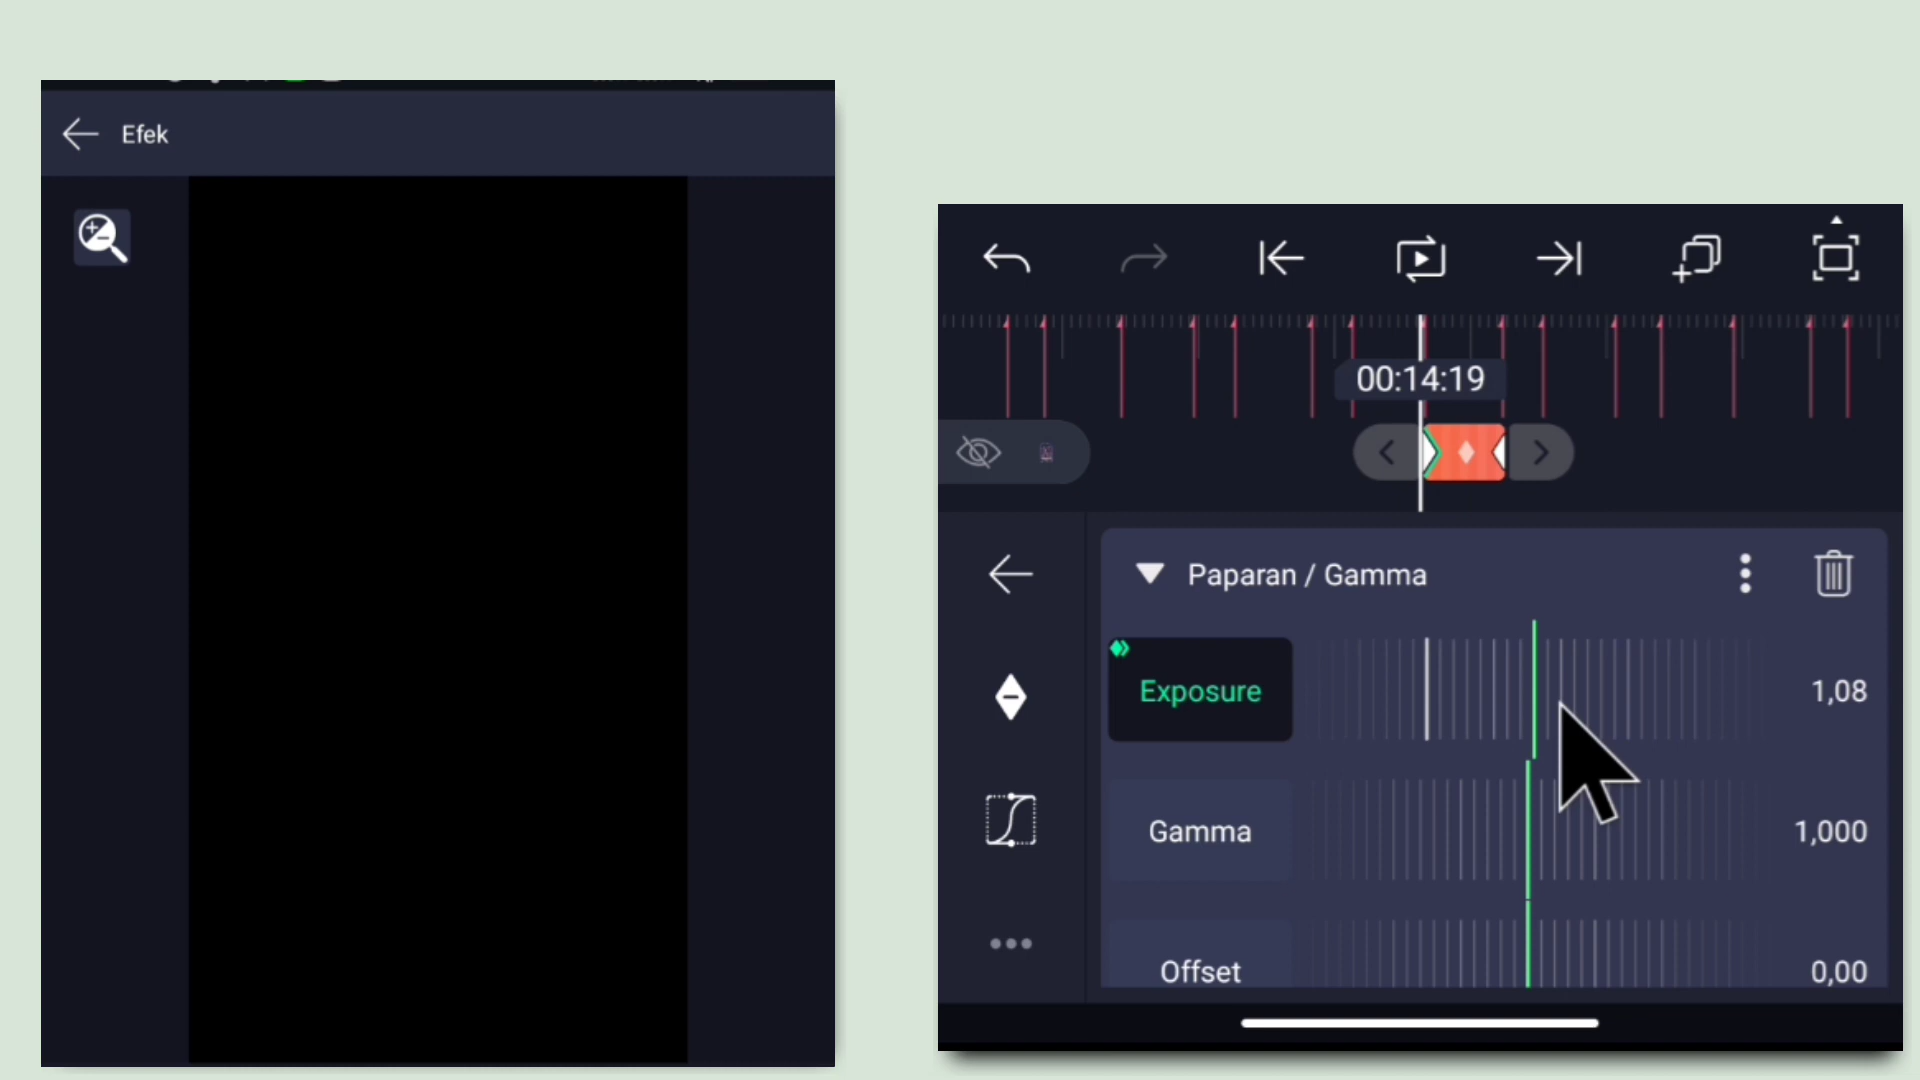 Efek
00:14:19
Paparan / Gamma
Exposure 1,08
Gamma 1,000
Offset 0,00